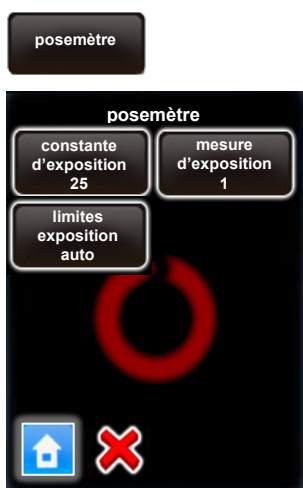 posemètre
posemètre
constante
d'exposition
25
mesure
d'exposition
1
limites
exposition
auto